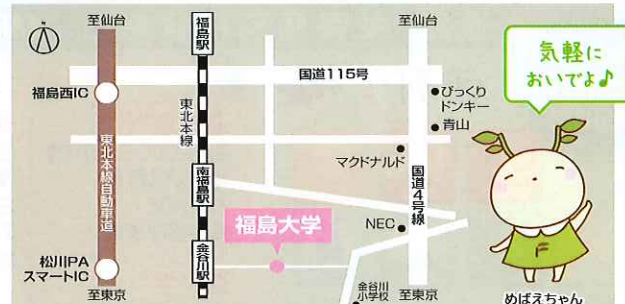 至仙台
福島駅
至仙台
国道115号
気軽に
おいでよ♪
福島西IC
東北本線
びっくり
ドンキー
青山
東北本線自動車道
マクドナルド
国道4号線
南福島駅
福島大学
NEC
F
金谷川駅
松川PA
スマートIC
金谷川
小学校
至東京
至東京
めばえちゃん